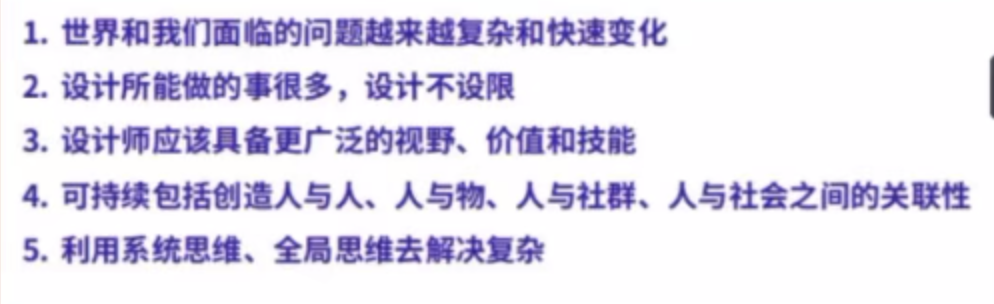 1. 世界和我们面临的问题越来越复杂和快速变化
2. 设计所能做的事很多，设计不设限
3. 设计师应该具备更广泛的视野、价值和技能
4. 可持续包括创造人与人、人与物、人与社群、人与社会之间的关联性
5. 利用系统思维、全局思维去解决复杂